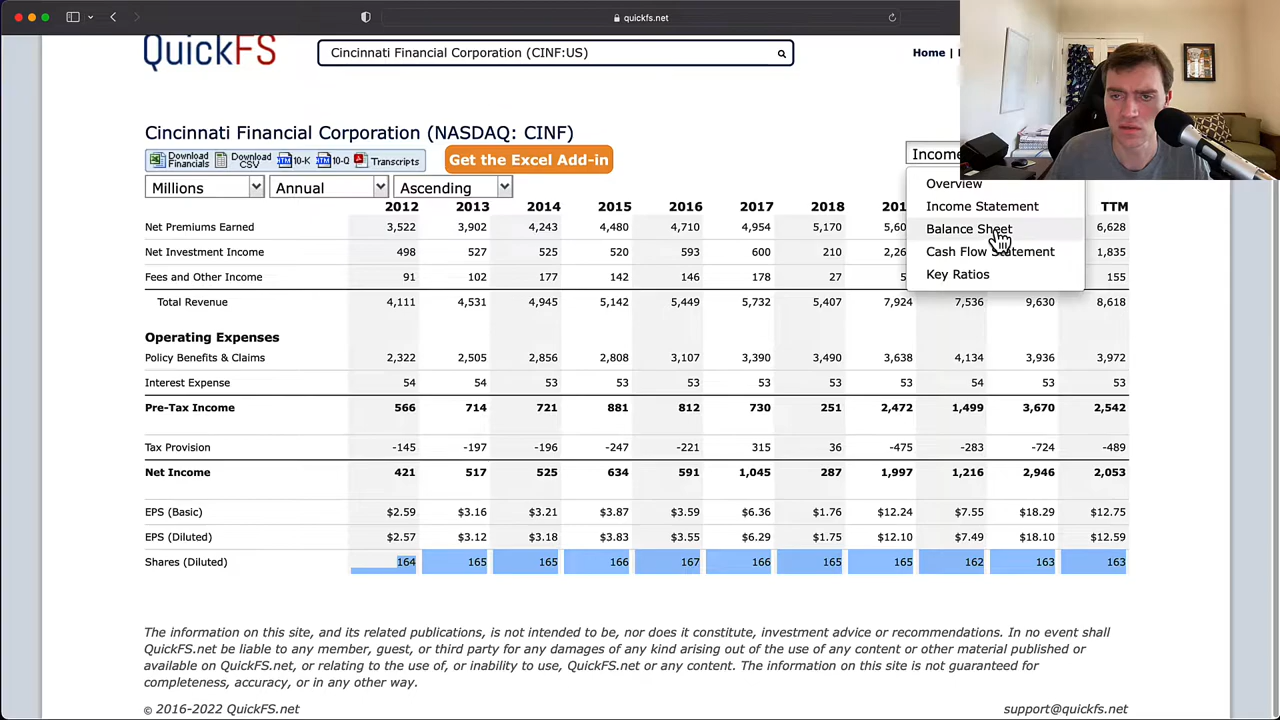 quickfs.net
QuickFS
Cincinnati Financial Corporation (CINF:US)
Home |
Cincinnati Financial Corporation (NASDAQ: CINF)
Download Financials Download CSV 10-K 10-Q Transcripts
Get the Excel Add-in
Millions Annual Ascending
Overview
Income Statement
Balance Sheet
Cash Flow Statement
Key Ratios
2012 2013 2014 2015 2016 2017 2018 TTM
Net Premiums Earned 3,522 3,902 4,243 4,480 4,710 4,954 5,170 6,628
Net Investment Income 498 527 525 520 593 600 210 1,835
Fees and Other Income 91 102 177 142 146 178 27 155
Total Revenue 4,111 4,531 4,945 5,142 5,449 5,732 5,407 7,924 7,536 9,630 8,618
Operating Expenses
Policy Benefits & Claims 2,322 2,505 2,856 2,808 3,107 3,390 3,490 3,638 4,134 3,936 3,972
Interest Expense 54 54 53 53 53 53 53 53 54 53 53
Pre-Tax Income 566 714 721 881 812 730 251 2,472 1,499 3,670 2,542
Tax Provision -145 -197 -196 -247 -221 315 36 -475 -283 -724 -489
Net Income 421 517 525 634 591 1,045 287 1,997 1,216 2,946 2,053
EPS (Basic) $2.59 $3.16 $3.21 $3.87 $3.59 $6.36 $1.76 $12.24 $7.55 $18.29 $12.75
EPS (Diluted) $2.57 $3.12 $3.18 $3.83 $3.55 $6.29 $1.75 $12.10 $7.49 $18.10 $12.59
Shares (Diluted) 164 165 165 166 167 166 165 165 162 163 163
The information on this site, and its related publications, is not intended to be, nor does it constitute, investment advice or recommendations. In no event shall
QuickFS.net be liable to any member, guest, or third party for any damages of any kind arising out of the use of any content or other material published or
available on QuickFS.net, or relating to the use of, or inability to use, QuickFS.net or any content. The information on this site is not guaranteed for
completeness, accuracy, or in any other way.
© 2016-2022 QuickFS.net
support@quickfs.net